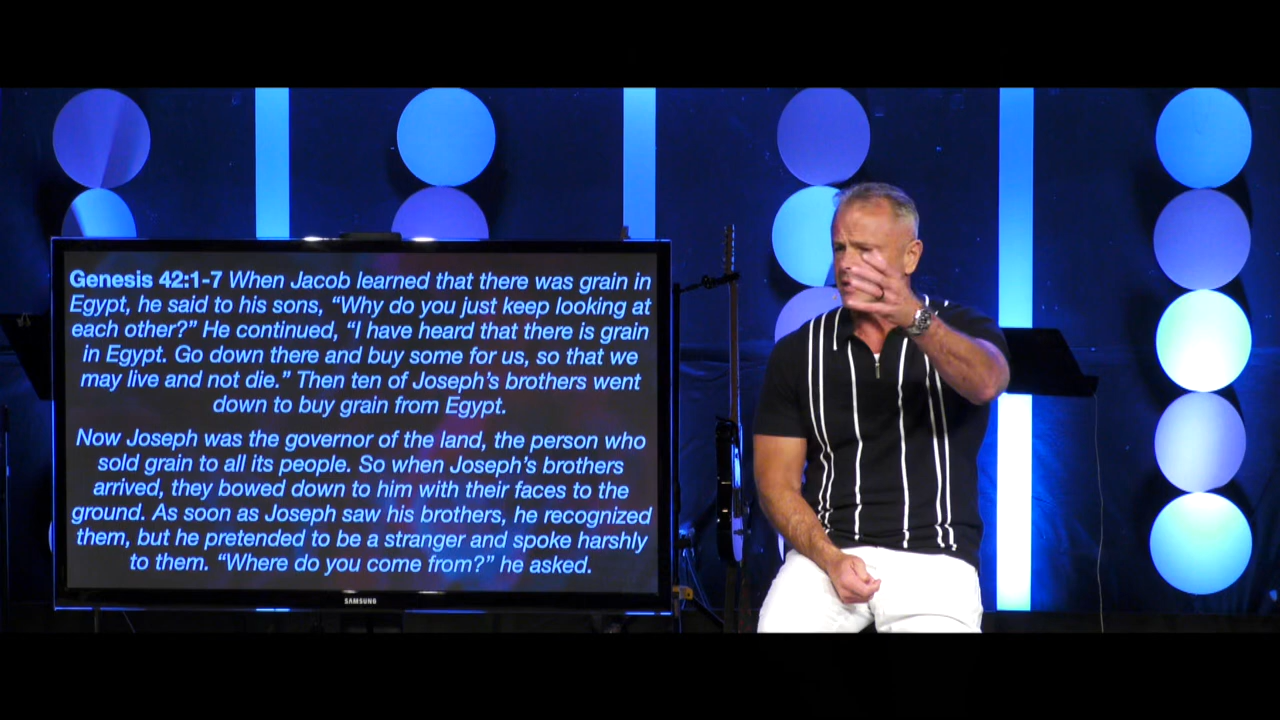 Genesis 42:1-7 When Jacob learned that there was grain in
Egypt, he said to his sons, “Why do you just keep looking at
each other?” He continued, “I have heard that there is grain
in Egypt. Go down there and buy some for us, so that we
may live and not die.” Then ten of Joseph’s brothers went
down to buy grain from Egypt.
Now Joseph was the governor of the land, the person who
sold grain to all its people. So when Joseph’s brothers
arrived, they bowed down to him with their faces to the
ground. As soon as Joseph saw his brothers, he recognized
them, but he pretended to be a stranger and spoke harshly
to them. “Where do you come from?” he asked.
SAMSUNG